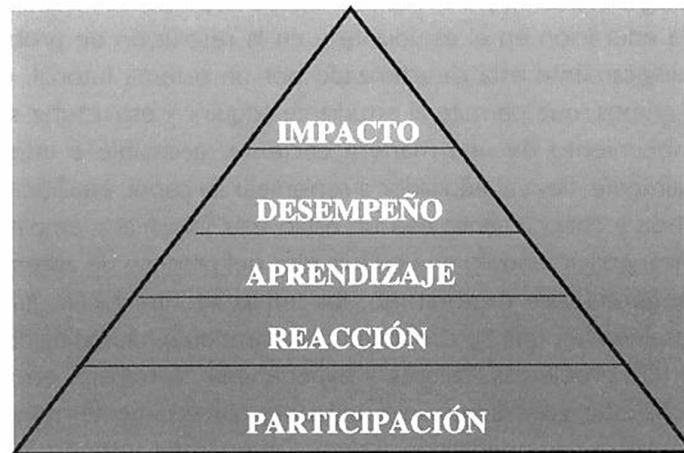 IMPACTO
DESEMPEÑO
APRENDIZAJE
REACCIÓN
PARTICIPACIÓN